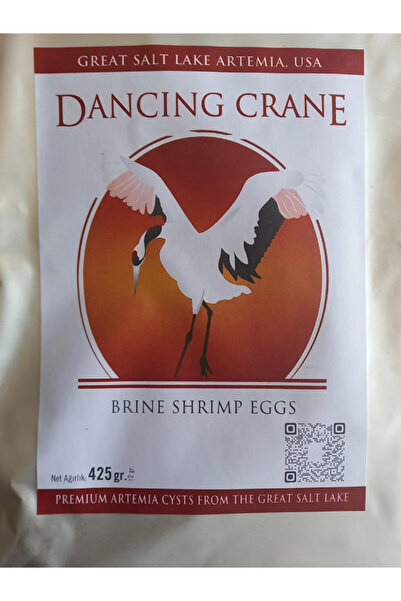 GREAT SALT LAKE ARTEMIA, USA
DANCING CRANE
BRINE SHRIMP EGGS
Net Ağırlık: 425 gr.
PREMIUM ARTEMIA CYSTS FROM THE GREAT SALT LAKE